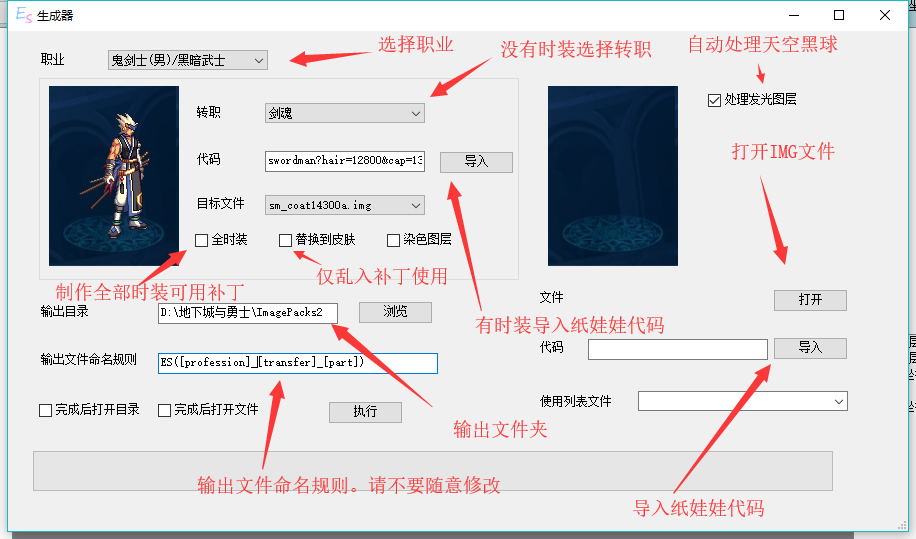 ES 生成器
选择职业
没有时装选择转职
自动处理天空黑球
职业
鬼剑士(男)/黑暗武士
处理发光图层
转职
剑魂
打开IMG文件
代码
swordman?hair=12800&cap=13
导入
目标文件
sm_coat14300a.img
全时装
替换到皮肤
染色图层
仅乱入补丁使用
制作全部时装可用补丁
输出目录
D:\地下城与勇士\ImagePacks2
浏览
文件
打开
有时装导入纸娃娃代码
代码
导入
输出文件命名规则
ES([profession]_[transfer]_[part])
使用列表文件
完成后打开目录
完成后打开文件
执行
输出文件夹
输出文件命名规则。请不要随意修改
导入纸娃娃代码